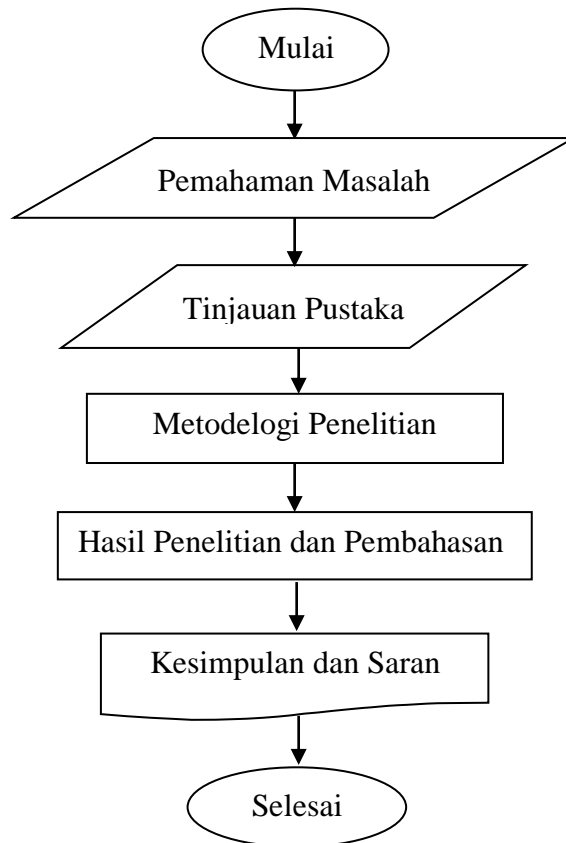 Mulai
Pemahaman Masalah
Tinjauan Pustaka
Metodelogi Penelitian
Hasil Penelitian dan Pembahasan
Kesimpulan dan Saran
Selesai